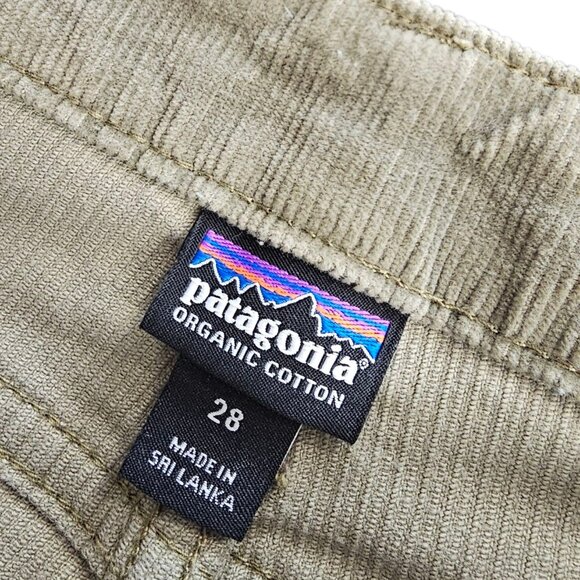 patagonia®
ORGANIC COTTON
28
MADE IN
SRI LANKA